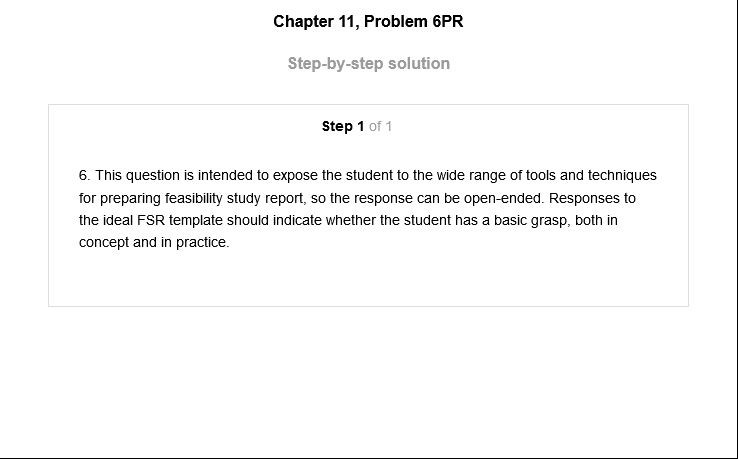 Chapter 11, Problem 6PR
Step-by-step solution
Step 1 of 1
6. This question is intended to expose the student to the wide range of tools and techniques
for preparing feasibility study report, so the response can be open-ended. Responses to
the ideal FSR template should indicate whether the student has a basic grasp, both in
concept and in practice.